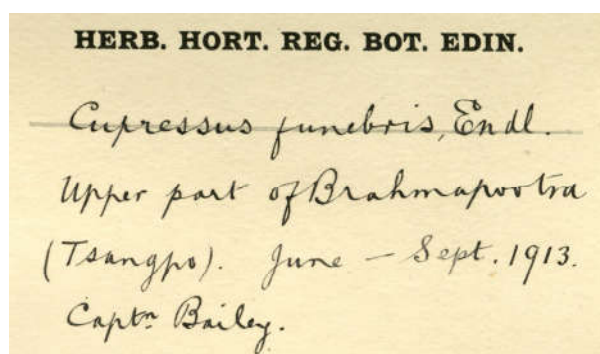 HERB. HORT. REG. BOT. EDIN.
Cupressus funebris, Endl.
Upper part of Brahmapootra
(Tsangpo). June — Sept. 1913.
Captn Bailey.